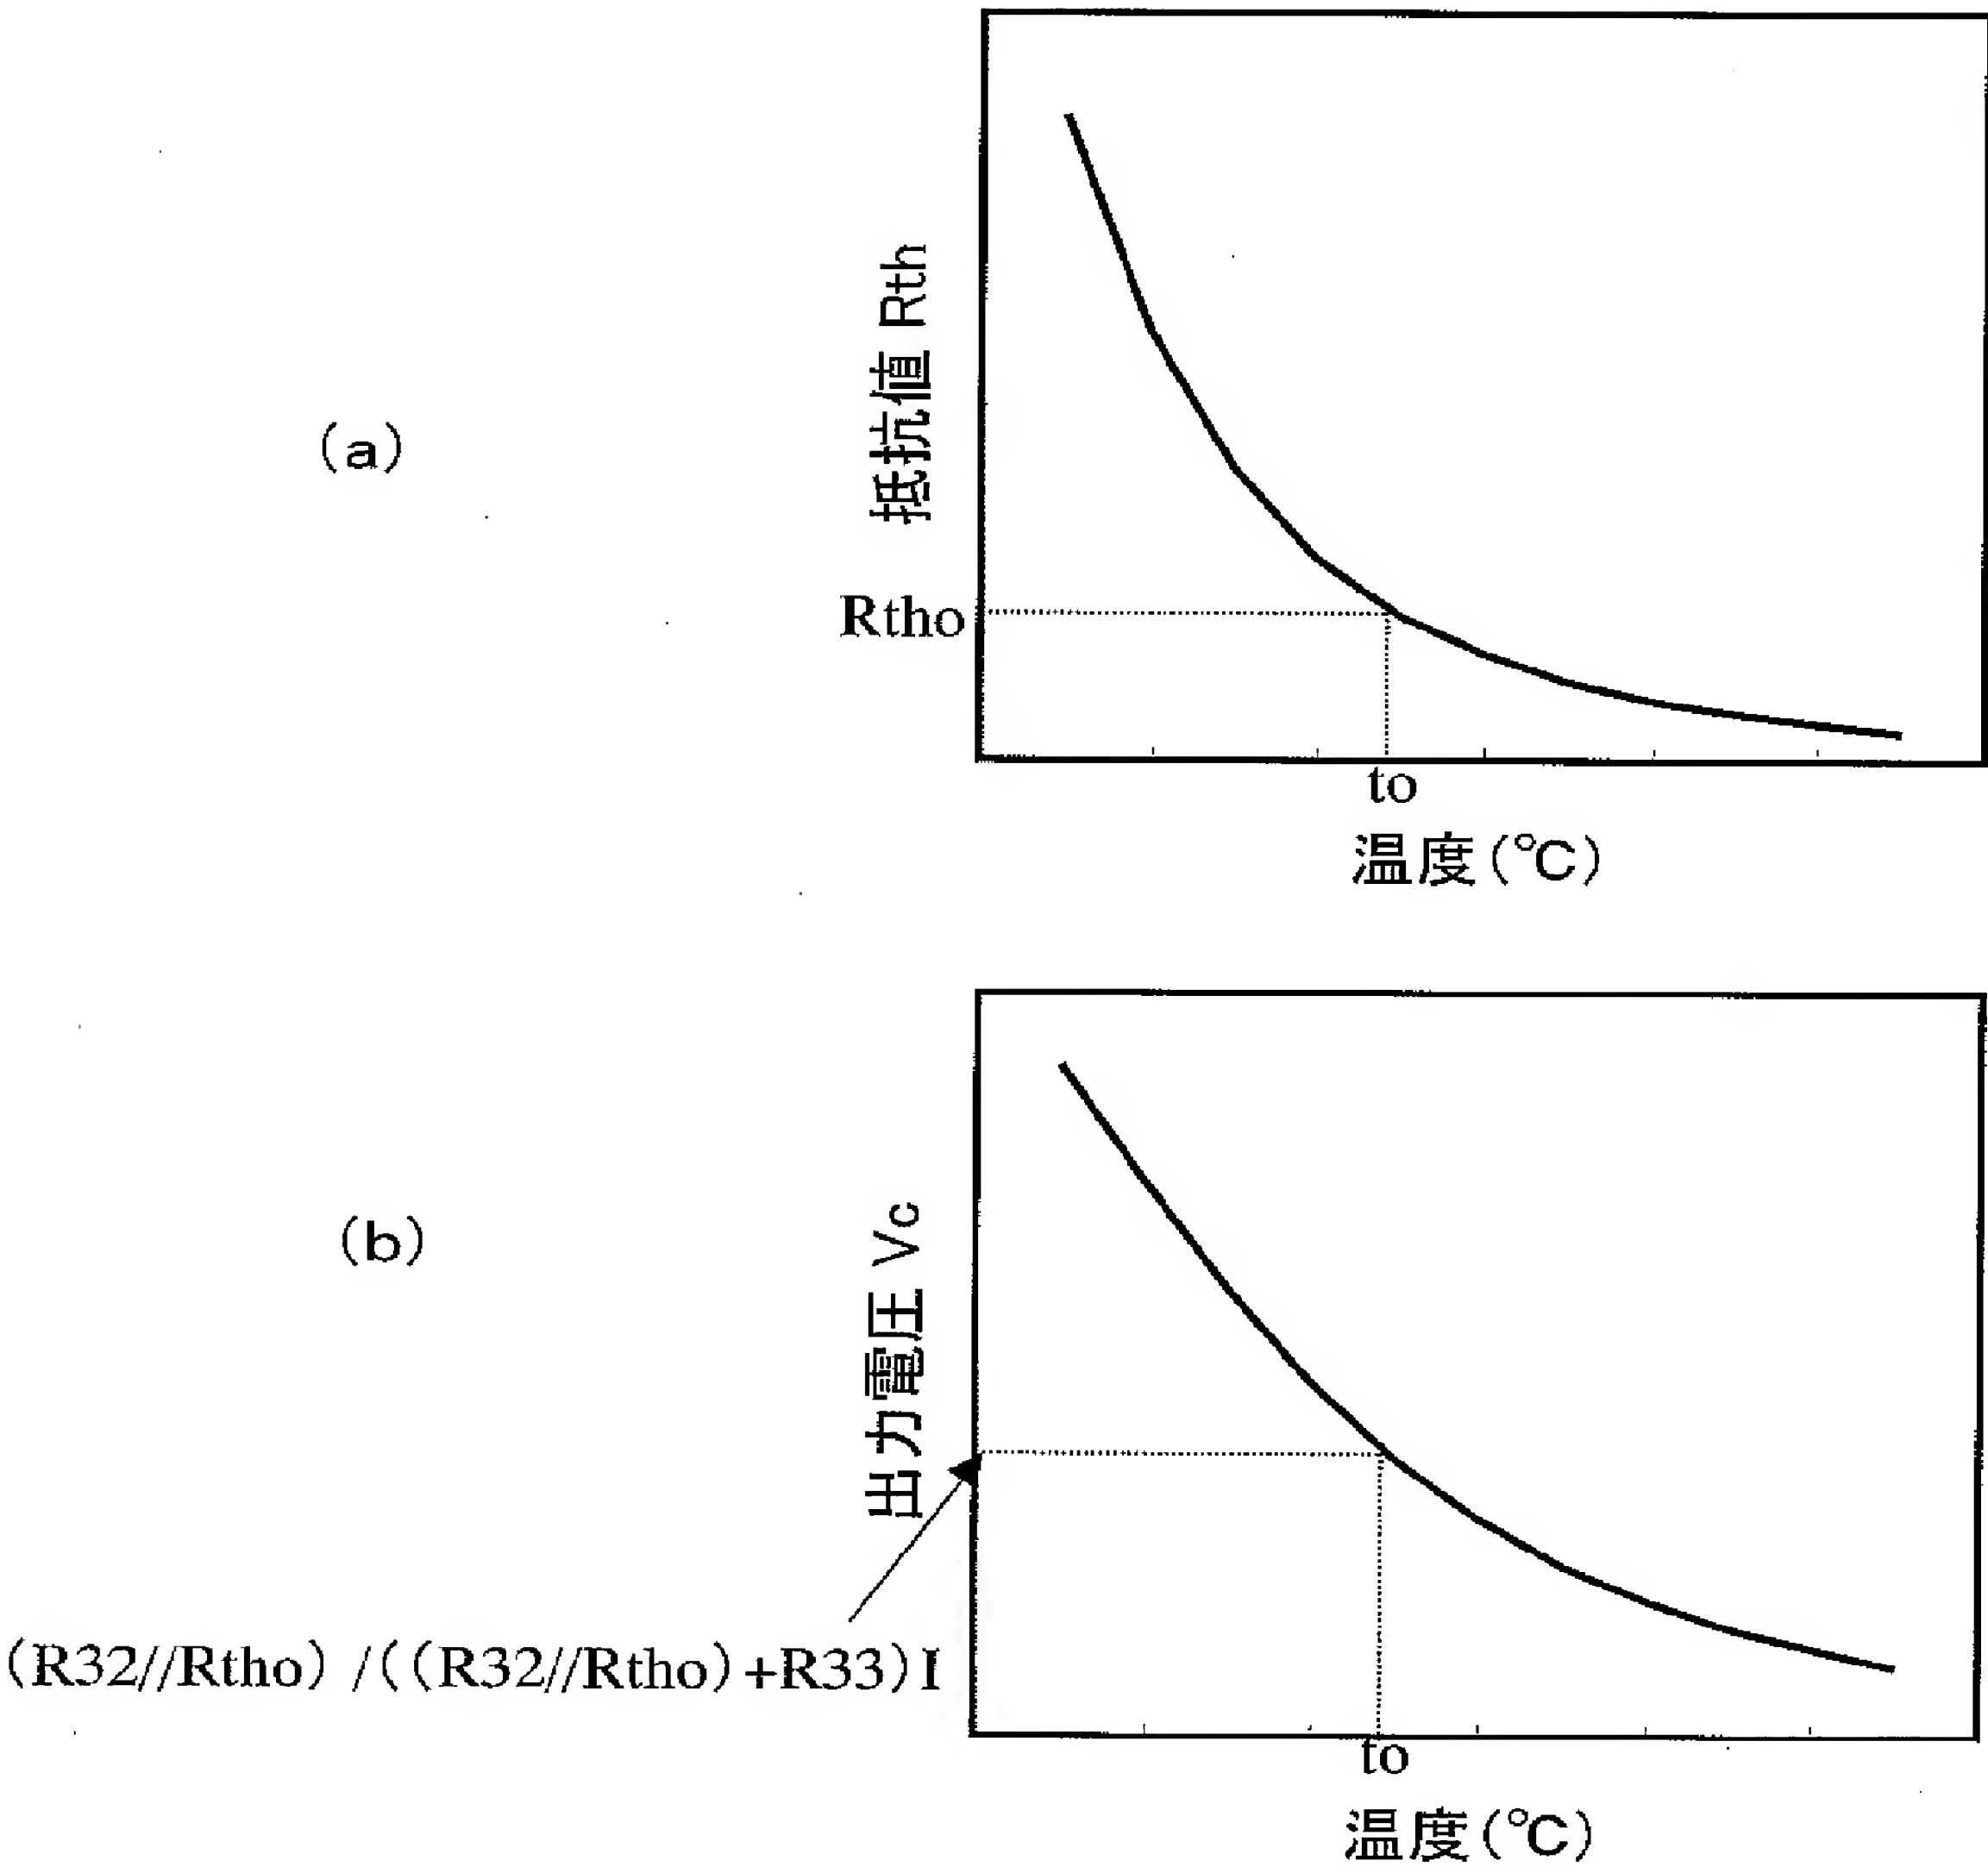 (a)
抵抗値 Rth
Rtho
to
温度(℃)
(b)
出力電圧 Vc
(R32//Rtho) /((R32//Rtho)+R33)I
to
温度(℃)